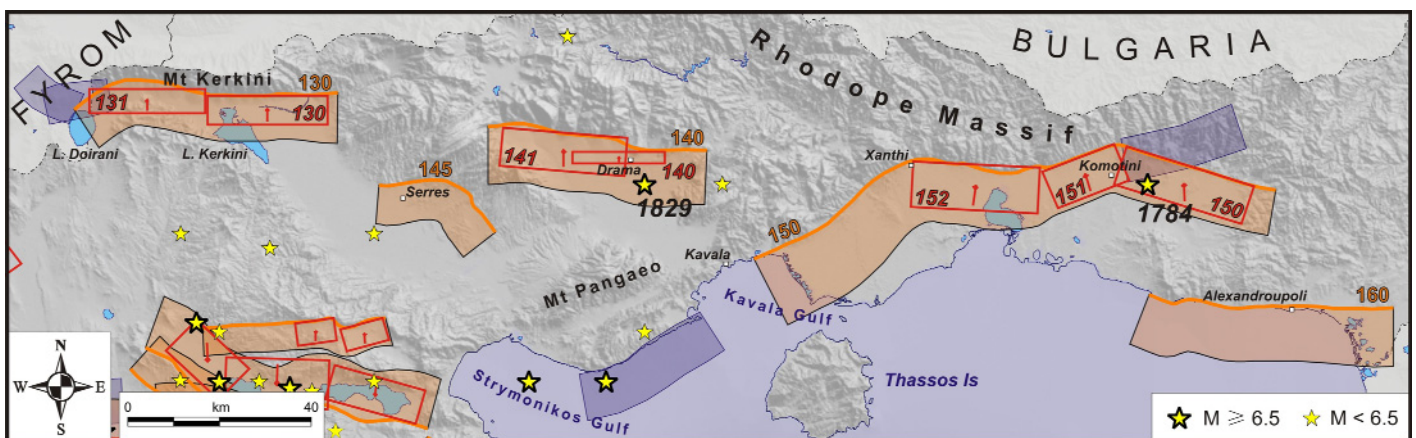 FYROM
Mt Kerkini
131
130
130
L. Doirani
L. Kerkini
145
Serres
141
140
Drama
140
1829
Rhodope Massif
BULGARIA
Xanthi
Komotini
152
151
150
1784
150
Kavala
Mt Pangaeo
Kavala Gulf
Alexandroupoli
160
Strymonikos Gulf
Thassos Is
N
W
E
S
0
km
40
M ≥ 6.5
M < 6.5